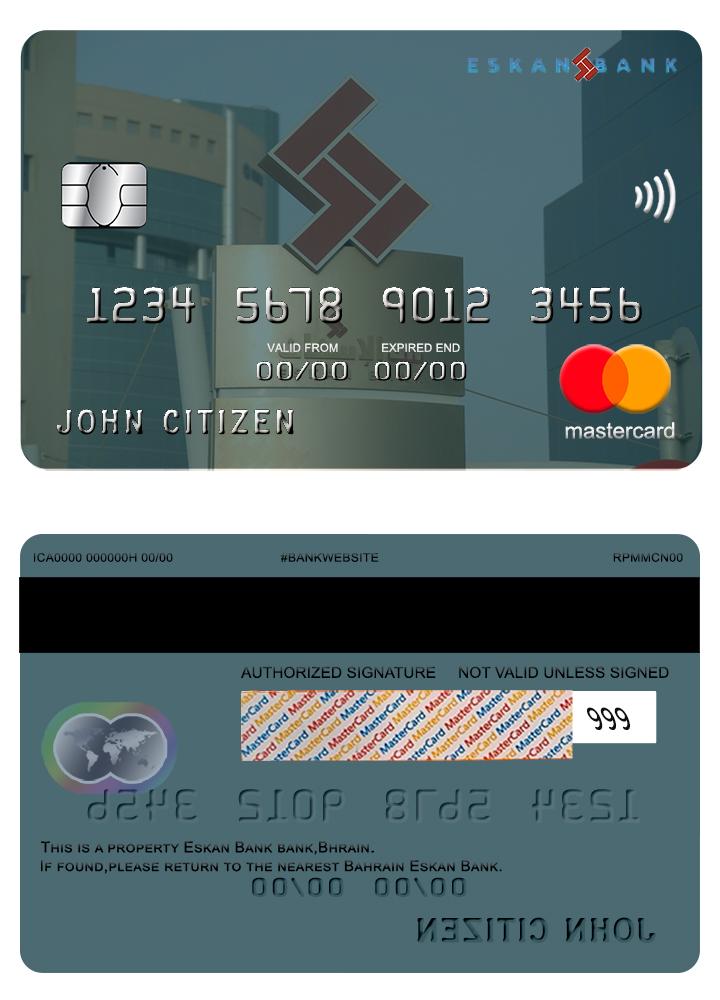 ESKAN BANK
1234 5678 9012 3456
VALID FROM EXPIRED END
00/00 00/00
JOHN CITIZEN
mastercard
ICA0000 000000H 00/00 #BANKWEBSITE RPMMCN00
AUTHORIZED SIGNATURE NOT VALID UNLESS SIGNED
MasterCard MasterCard MasterCard MasterCard
999
1234 5678 9012 3456
THIS IS A PROPERTY ESKAN BANK BANK,BHRAIN.
IF FOUND,PLEASE RETURN TO THE NEAREST BAHRAIN ESKAN BANK.
00/00 00/00
JOHN CITIZEN